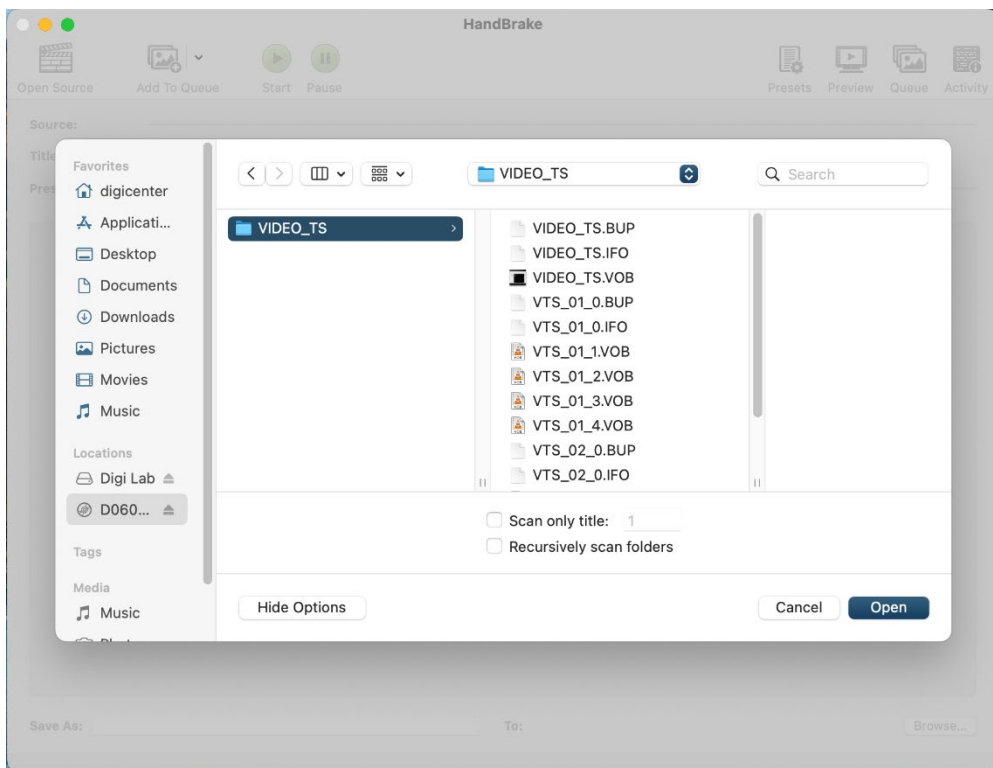 HandBrake
Open Source Add To Queue Start Pause Presets Preview Queue Activity
Source:
Title
Pres
Favorites
digicenter
Applicati...
Desktop
Documents
Downloads
Pictures
Movies
Music
Locations
Digi Lab
D060...
Tags
Media
Music
VIDEO_TS
Search
VIDEO_TS
VIDEO_TS.BUP
VIDEO_TS.IFO
VIDEO_TS.VOB
VTS_01_0.BUP
VTS_01_0.IFO
VTS_01_1.VOB
VTS_01_2.VOB
VTS_01_3.VOB
VTS_01_4.VOB
VTS_02_0.BUP
VTS_02_0.IFO
Scan only title: 1
Recursively scan folders
Hide Options
Cancel
Open
Save As:
To:
Browse...